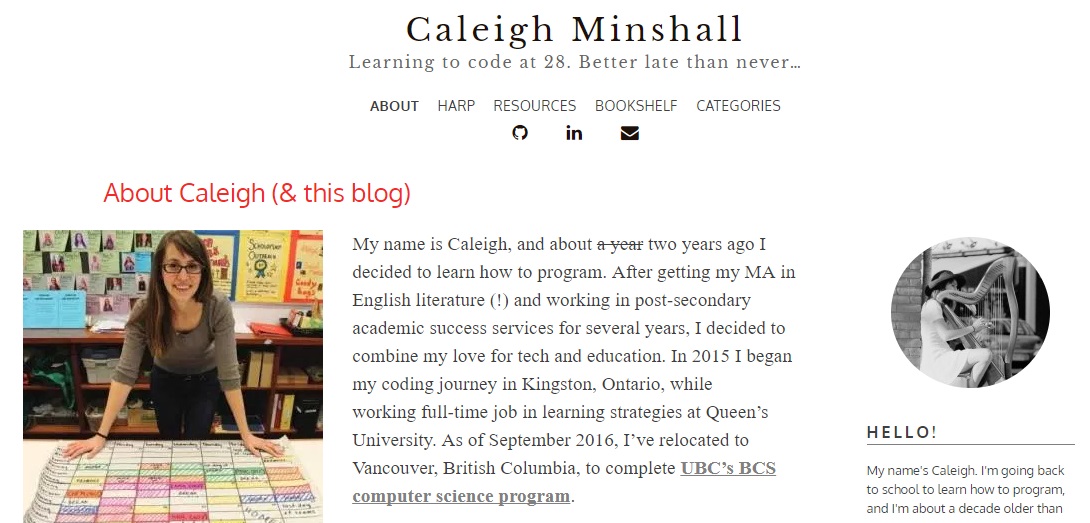 Caleigh Minshall
Learning to code at 28. Better late than never…
ABOUT HARP RESOURCES BOOKSHELF CATEGORIES
in
About Caleigh (& this blog)
My name is Caleigh, and about a year two years ago I
decided to learn how to program. After getting my MA in
English literature (!) and working in post-secondary
academic success services for several years, I decided to
combine my love for tech and education. In 2015 I began
my coding journey in Kingston, Ontario, while
working full-time job in learning strategies at Queen’s
University. As of September 2016, I’ve relocated to
Vancouver, British Columbia, to complete UBC’s BCS
computer science program.
HELLO!
My name's Caleigh. I'm going back
to school to learn how to program,
and I'm about a decade older than